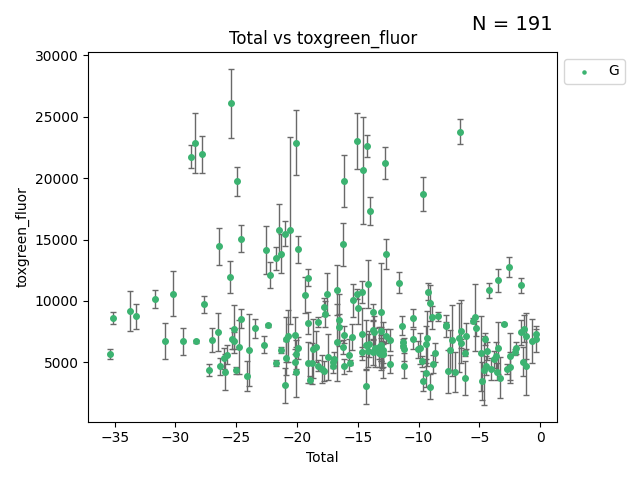 N = 191
Total vs toxgreen_fluor
G
toxgreen_fluor
30000
25000
20000
15000
10000
5000
−35 −30 −25 −20 −15 −10 −5 0
Total